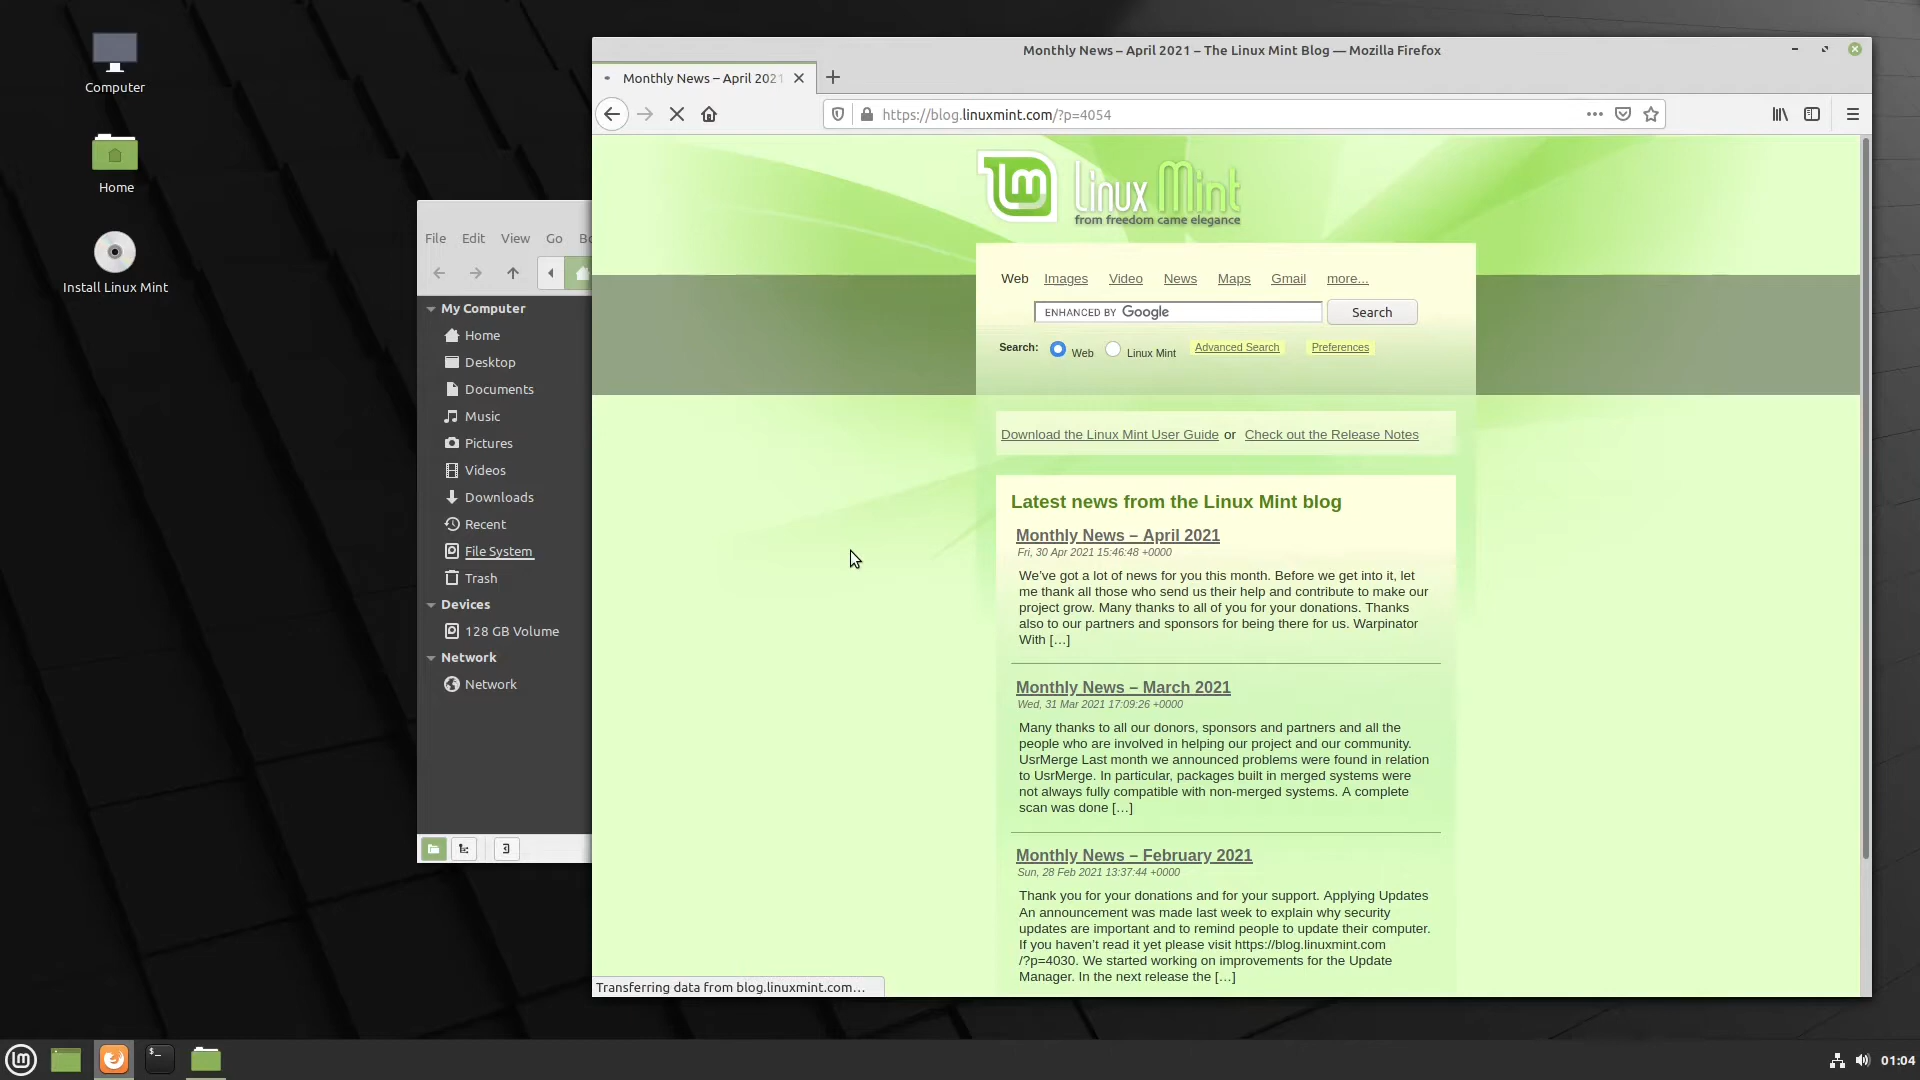 Computer
Home
Install Linux Mint
File Edit View Go Bo
My Computer
Home
Desktop
Documents
Music
Pictures
Videos
Downloads
Recent
File System
Trash
Devices
128 GB Volume
Network
Network
Monthly News – April 2021 – The Linux Mint Blog — Mozilla Firefox
Monthly News – April 2021
https://blog.linuxmint.com/?p=4054
lm Linux Mint
from freedom came elegance
Web Images Video News Maps Gmail more...
ENHANCED BY Google Search
Search: Web Linux Mint Advanced Search Preferences
Download the Linux Mint User Guide or Check out the Release Notes
Latest news from the Linux Mint blog
Monthly News – April 2021
Fri, 30 Apr 2021 15:46:48 +0000
We’ve got a lot of news for you this month. Before we get into it, let
me thank all those who send us their help and contribute to make our
project grow. Many thanks to all of you for your donations. Thanks
also to our partners and sponsors for being there for us. Warpinator
With […]
Monthly News – March 2021
Wed, 31 Mar 2021 17:09:26 +0000
Many thanks to all our donors, sponsors and partners and all the
people who are involved in helping our project and our community.
UsrMerge Last month we announced problems were found in relation
to UsrMerge. In particular, packages built in merged systems were
not always fully compatible with non-merged systems. A complete
scan was done […]
Monthly News – February 2021
Sun, 28 Feb 2021 13:37:44 +0000
Thank you for your donations and for your support. Applying Updates
An announcement was made last week to explain why security
updates are important and to remind people to update their computer.
If you haven’t read it yet please visit https://blog.linuxmint.com
/?p=4030. We started working on improvements for the Update
Manager. In the next release the […]
Transferring data from blog.linuxmint.com…
01:04